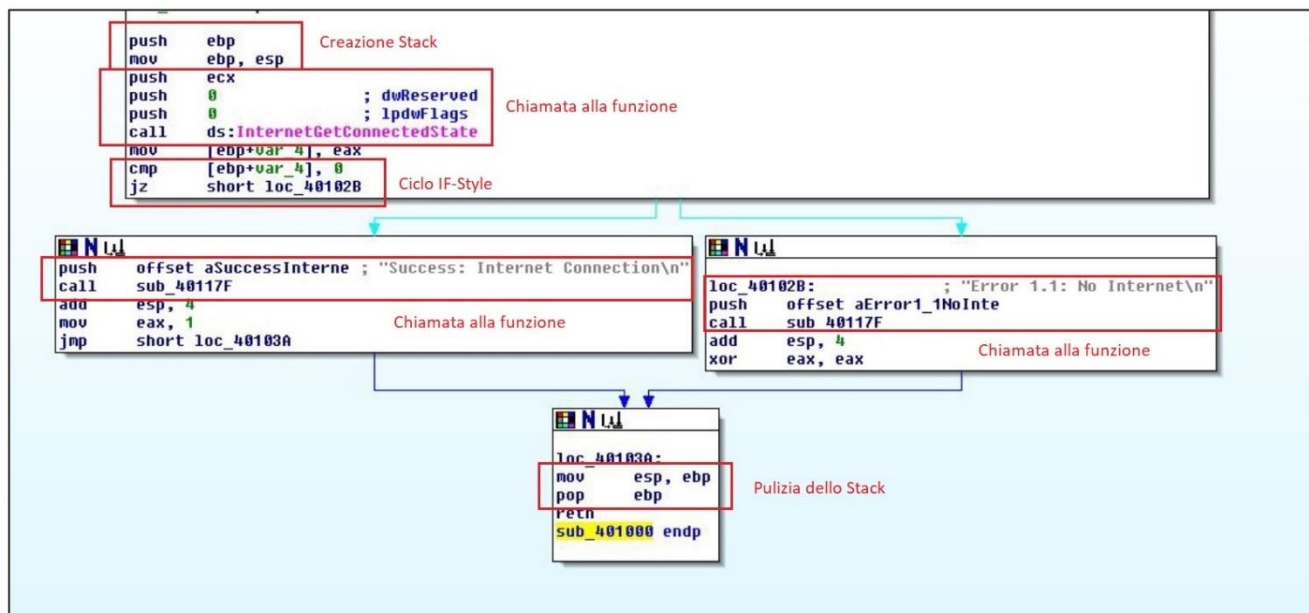 push ebp
mov ebp, esp
Creazione Stack
push ecx
push 0 ; dwReserved
push 0 ; lpdwFlags
call ds:InternetGetConnectedState
Chiamata alla funzione
mov [ebp+var_4], eax
cmp [ebp+var_4], 0
jz short loc_40102B
Ciclo IF-Style
push offset aSuccessInterne ; "Success: Internet Connection\n"
call sub_40117F
add esp, 4
mov eax, 1
jmp short loc_40103A
Chiamata alla funzione
loc_40102B: ; "Error 1.1: No Internet\n"
push offset aError1_1NoInte
call sub_40117F
add esp, 4
xor eax, eax
Chiamata alla funzione
loc_40103A:
mov esp, ebp
pop ebp
Pulizia dello Stack
retn
sub_401000 endp